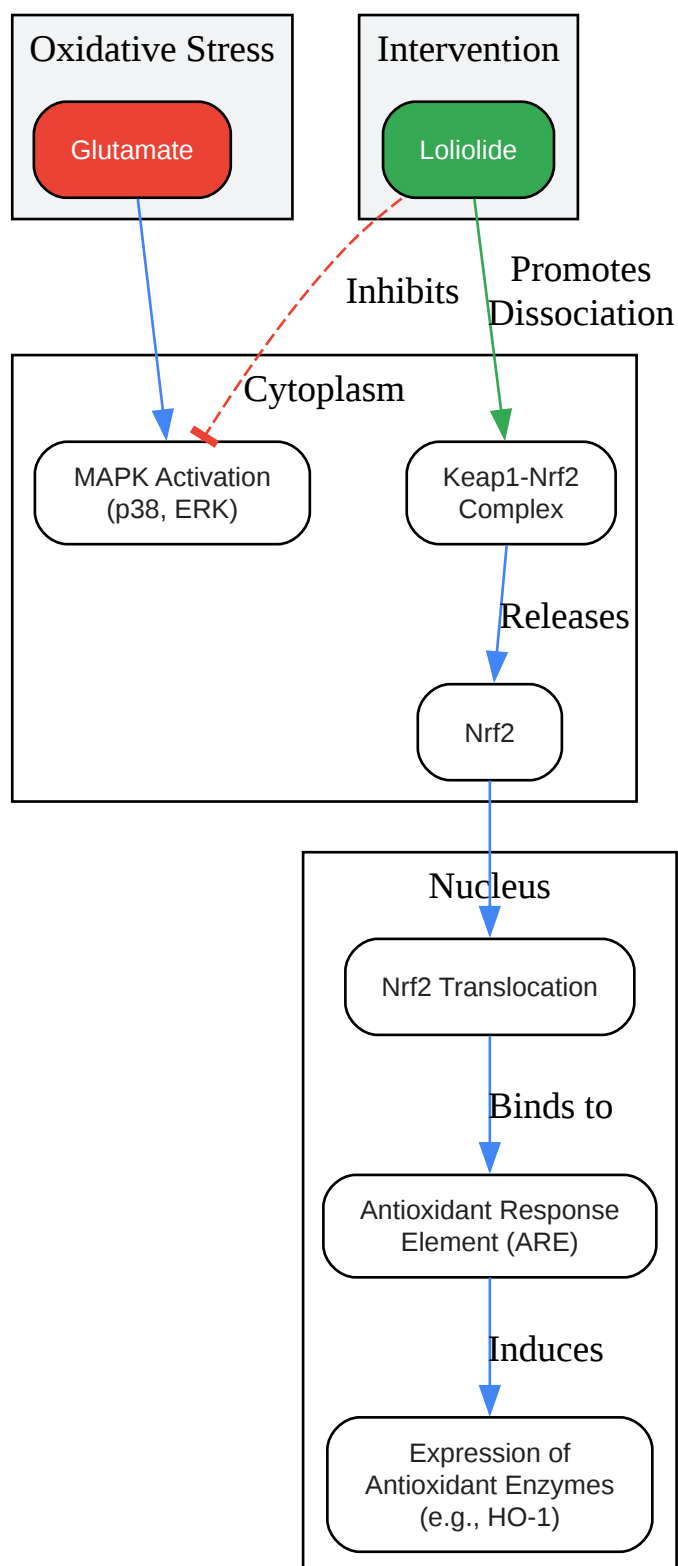 Oxidative Stress
Glutamate
Intervention
Loliolide
Inhibits
Promotes
Dissociation
Cytoplasm
MAPK Activation
(p38, ERK)
Keap1-Nrf2
Complex
Releases
Nrf2
Nucleus
Nrf2 Translocation
Binds to
Antioxidant Response
Element (ARE)
Induces
Expression of
Antioxidant Enzymes
(e.g., HO-1)